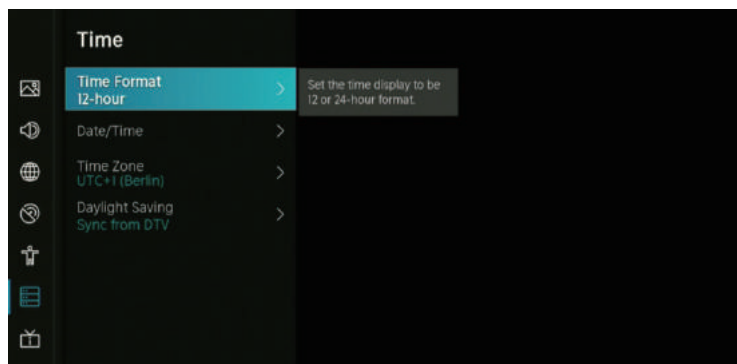 Time
Time Format
12-hour
Set the time display to be
12 or 24-hour format.
Date/Time
Time Zone
UTC+1 (Berlin)
Daylight Saving
Sync from DTV